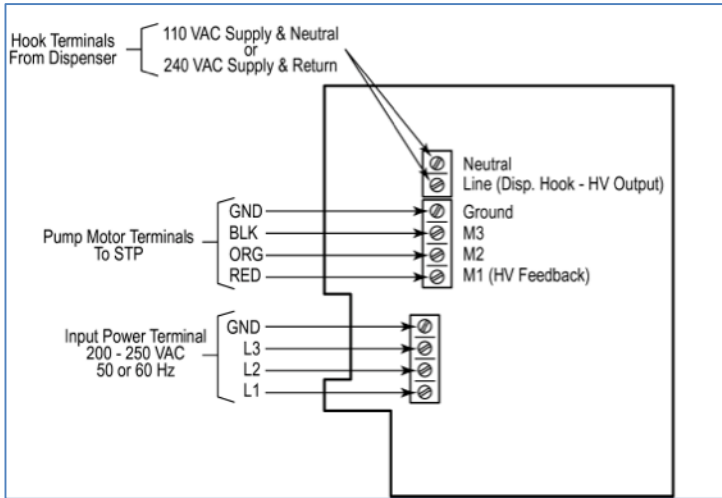 Hook Terminals
From Dispenser
110 VAC Supply & Neutral
or
240 VAC Supply & Return
Neutral
Line (Disp. Hook - HV Output)
Pump Motor Terminals
To STP
GND
BLK
ORG
RED
Ground
M3
M2
M1 (HV Feedback)
Input Power Terminal
200 - 250 VAC
50 or 60 Hz
GND
L3
L2
L1